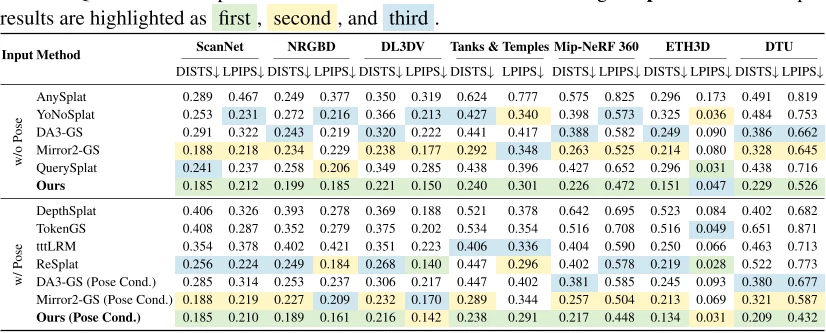 results are highlighted as first , second , and third .
Input Method ScanNet NRGBD DL3DV Tanks & Temples Mip-NeRF 360 ETH3D DTU
DISTS↓ LPIPS↓ DISTS↓ LPIPS↓ DISTS↓ LPIPS↓ DISTS↓ LPIPS↓ DISTS↓ LPIPS↓ DISTS↓ LPIPS↓ DISTS↓ LPIPS↓
w/o Pose
AnySplat 0.289 0.467 0.249 0.377 0.350 0.319 0.624 0.777 0.575 0.825 0.296 0.173 0.491 0.819
YoNoSplat 0.253 0.231 0.272 0.216 0.366 0.213 0.427 0.340 0.398 0.573 0.325 0.036 0.484 0.753
DA3-GS 0.291 0.322 0.243 0.219 0.320 0.222 0.441 0.417 0.388 0.582 0.249 0.090 0.386 0.662
Mirror2-GS 0.188 0.218 0.234 0.229 0.238 0.177 0.292 0.348 0.263 0.525 0.214 0.080 0.328 0.645
QuerySplat 0.241 0.237 0.258 0.206 0.349 0.285 0.438 0.396 0.427 0.652 0.296 0.031 0.438 0.716
Ours 0.185 0.212 0.199 0.185 0.221 0.150 0.240 0.301 0.226 0.472 0.151 0.047 0.229 0.526
w/ Pose
DepthSplat 0.406 0.326 0.393 0.278 0.369 0.188 0.521 0.378 0.642 0.695 0.523 0.084 0.402 0.682
TokenGS 0.408 0.287 0.352 0.279 0.375 0.202 0.534 0.354 0.516 0.708 0.516 0.049 0.651 0.871
tttLRM 0.354 0.378 0.402 0.421 0.351 0.223 0.406 0.336 0.404 0.590 0.250 0.066 0.463 0.713
ReSplat 0.256 0.224 0.249 0.184 0.268 0.140 0.447 0.296 0.402 0.578 0.219 0.028 0.522 0.773
DA3-GS (Pose Cond.) 0.285 0.314 0.253 0.237 0.306 0.217 0.447 0.402 0.381 0.585 0.245 0.093 0.380 0.677
Mirror2-GS (Pose Cond.) 0.188 0.219 0.227 0.209 0.232 0.170 0.289 0.344 0.257 0.504 0.213 0.069 0.321 0.587
Ours (Pose Cond.) 0.185 0.210 0.189 0.161 0.216 0.142 0.238 0.291 0.217 0.448 0.134 0.031 0.209 0.432